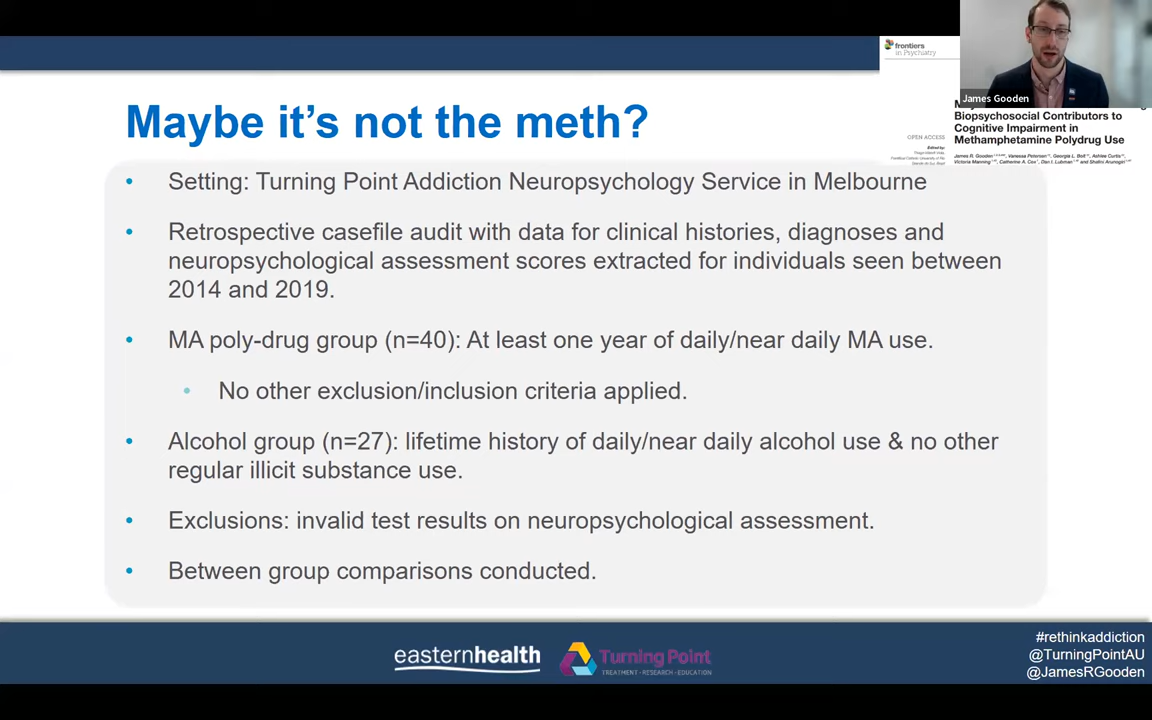 frontiers
in Psychiatry
James Gooden
Biopsychosocial Contributors to
Cognitive Impairment in
Methamphetamine Polydrug Use
OPEN ACCESS
Edited by:
Maybe it's not the meth?
• Setting: Turning Point Addiction Neuropsychology Service in Melbourne
• Retrospective casefile audit with data for clinical histories, diagnoses and
neuropsychological assessment scores extracted for individuals seen between
2014 and 2019.
• MA poly-drug group (n=40): At least one year of daily/near daily MA use.
• No other exclusion/inclusion criteria applied.
• Alcohol group (n=27): lifetime history of daily/near daily alcohol use & no other
regular illicit substance use.
• Exclusions: invalid test results on neuropsychological assessment.
• Between group comparisons conducted.
easternhealth
Turning Point
TREATMENT • RESEARCH • EDUCATION
#rethinkaddiction
@TurningPointAU
@JamesRGooden